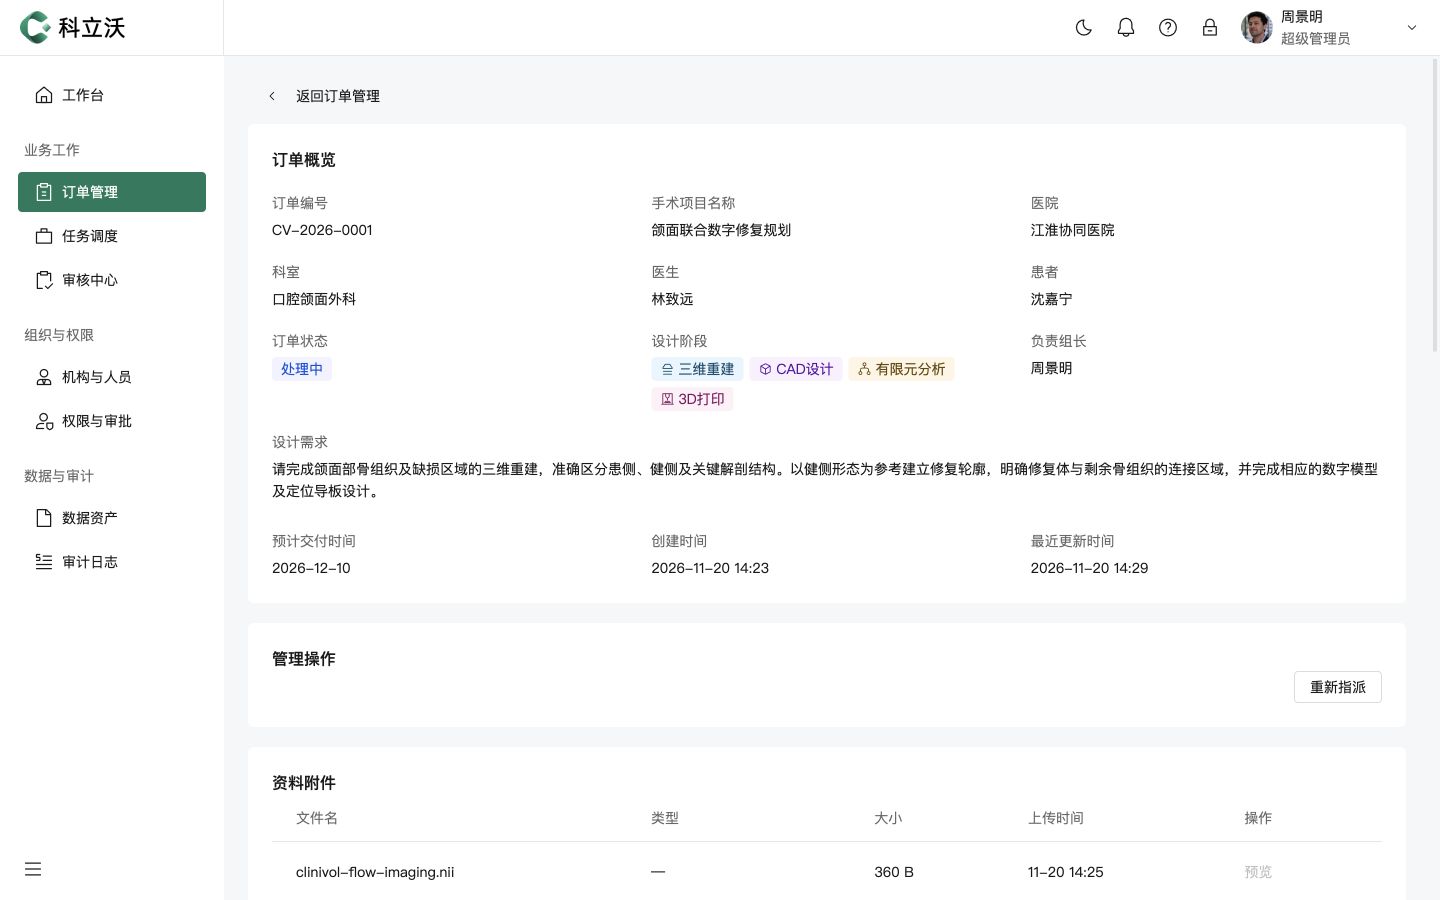 科立沃
周景明
超级管理员
工作台
业务工作
订单管理
任务调度
审核中心
组织与权限
机构与人员
权限与审批
数据与审计
数据资产
审计日志
返回订单管理
订单概览
订单编号 手术项目名称 医院
CV-2026-0001 颌面联合数字修复规划 江淮协同医院
科室 医生 患者
口腔颌面外科 林致远 沈嘉宁
订单状态 设计阶段 负责组长
处理中 三维重建 CAD设计 有限元分析 周景明
3D打印
设计需求
请完成颌面部骨组织及缺损区域的三维重建，准确区分患侧、健侧及关键解剖结构。以健侧形态为参考建立修复轮廓，明确修复体与剩余骨组织的连接区域，并完成相应的数字模型
及定位导板设计。
预计交付时间 创建时间 最近更新时间
2026-12-10 2026-11-20 14:23 2026-11-20 14:29
管理操作
重新指派
资料附件
文件名 类型 大小 上传时间 操作
clinivol-flow-imaging.nii — 360 B 11-20 14:25 预览